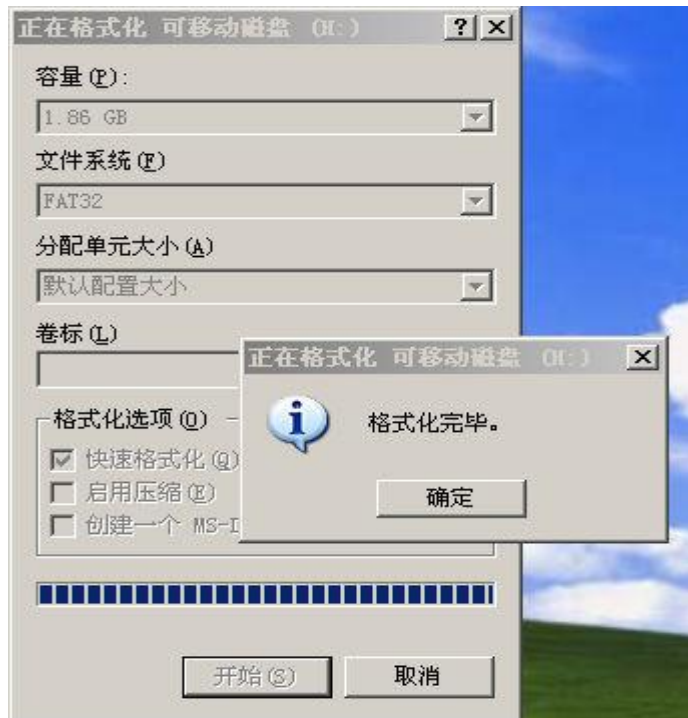 正在格式化 可移动磁盘 (H:)
容量(P):
1.86 GB
文件系统(F)
FAT32
分配单元大小(A)
默认配置大小
卷标(L)
正在格式化 可移动磁盘 (H:)
格式化完毕。
确定
格式化选项(O)
快速格式化(Q)
启用压缩(E)
创建一个 MS-D
开始(S)
取消